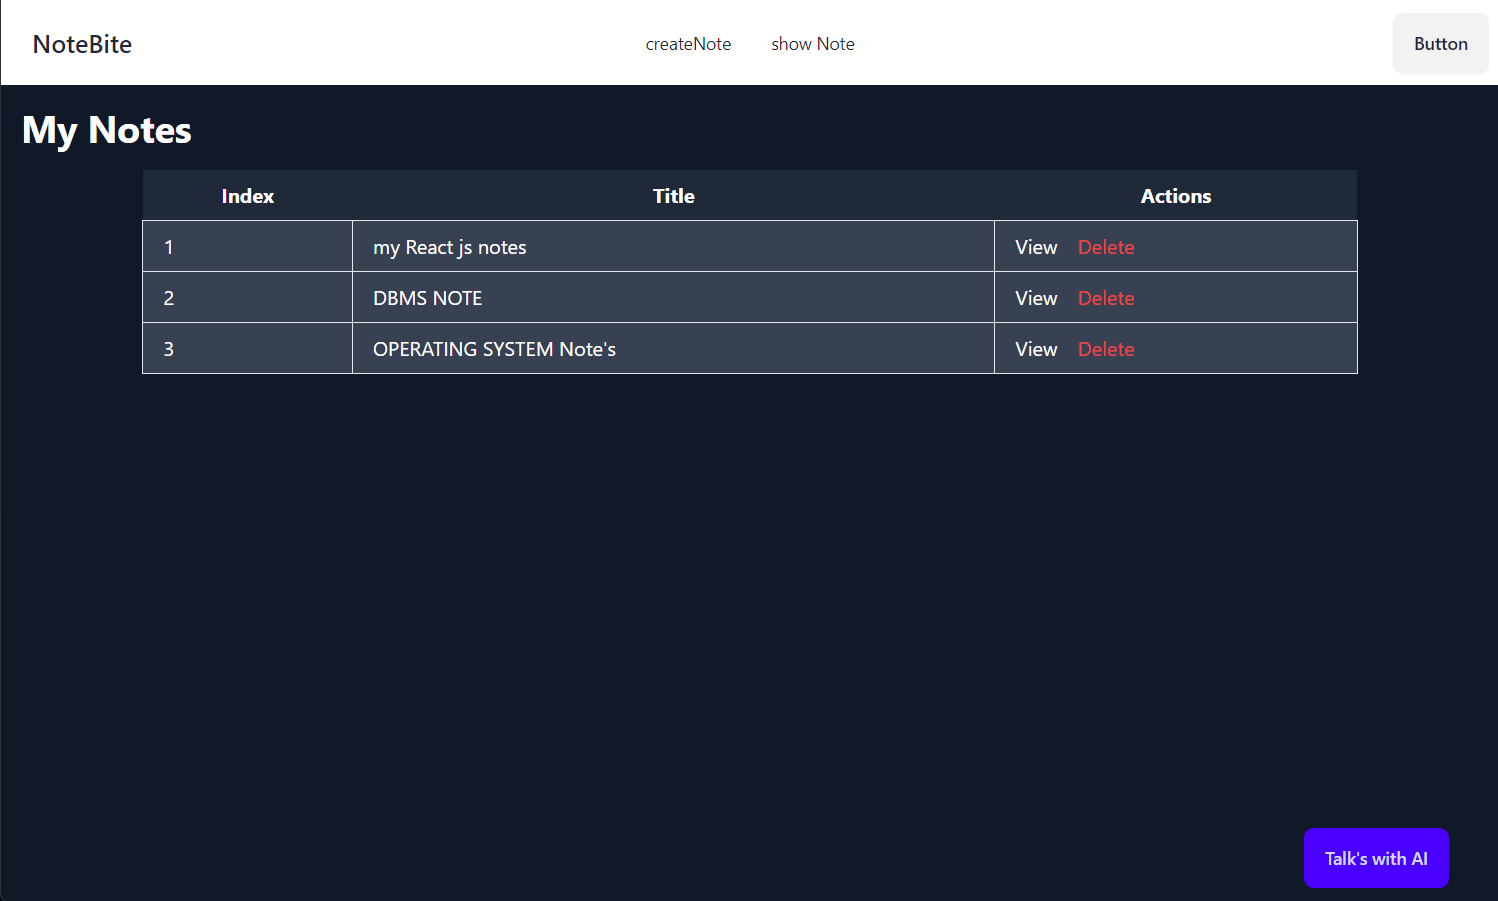 NoteBite createNote show Note Button
My Notes
Index Title Actions
1 my React js notes View Delete
2 DBMS NOTE View Delete
3 OPERATING SYSTEM Note's View Delete
Talk's with AI